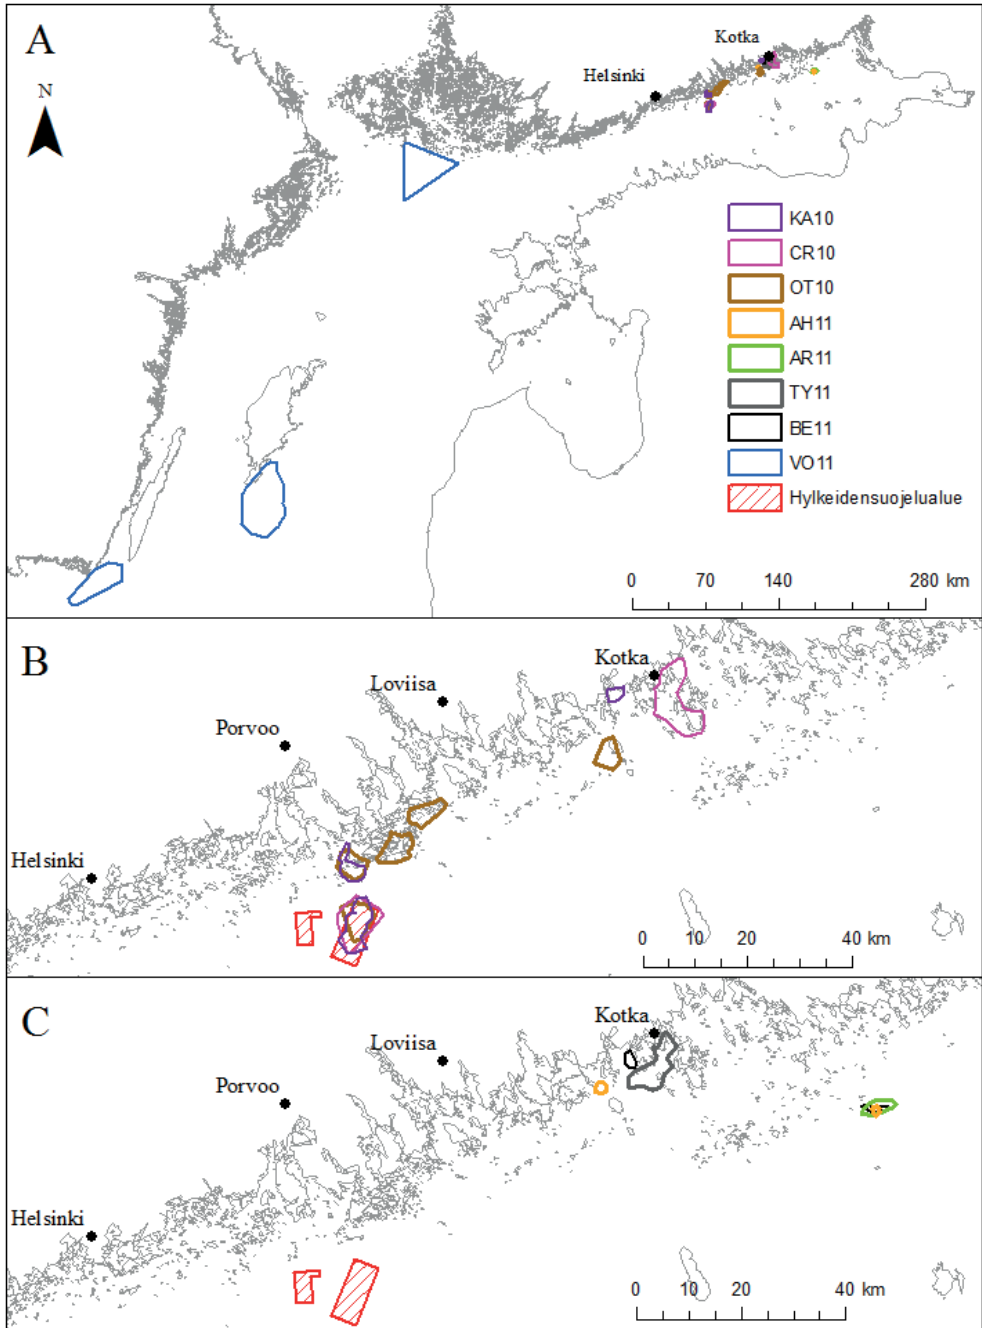 A
N
Kotka
Helsinki
KA10
CR10
OT10
AH11
AR11
TY11
BE11
VO11
Hylkeidensuojelualue
0 70 140 280 km
B
Kotka
Loviisa
Porvoo
Helsinki
0 10 20 40 km
C
Kotka
Loviisa
Porvoo
Helsinki
0 10 20 40 km